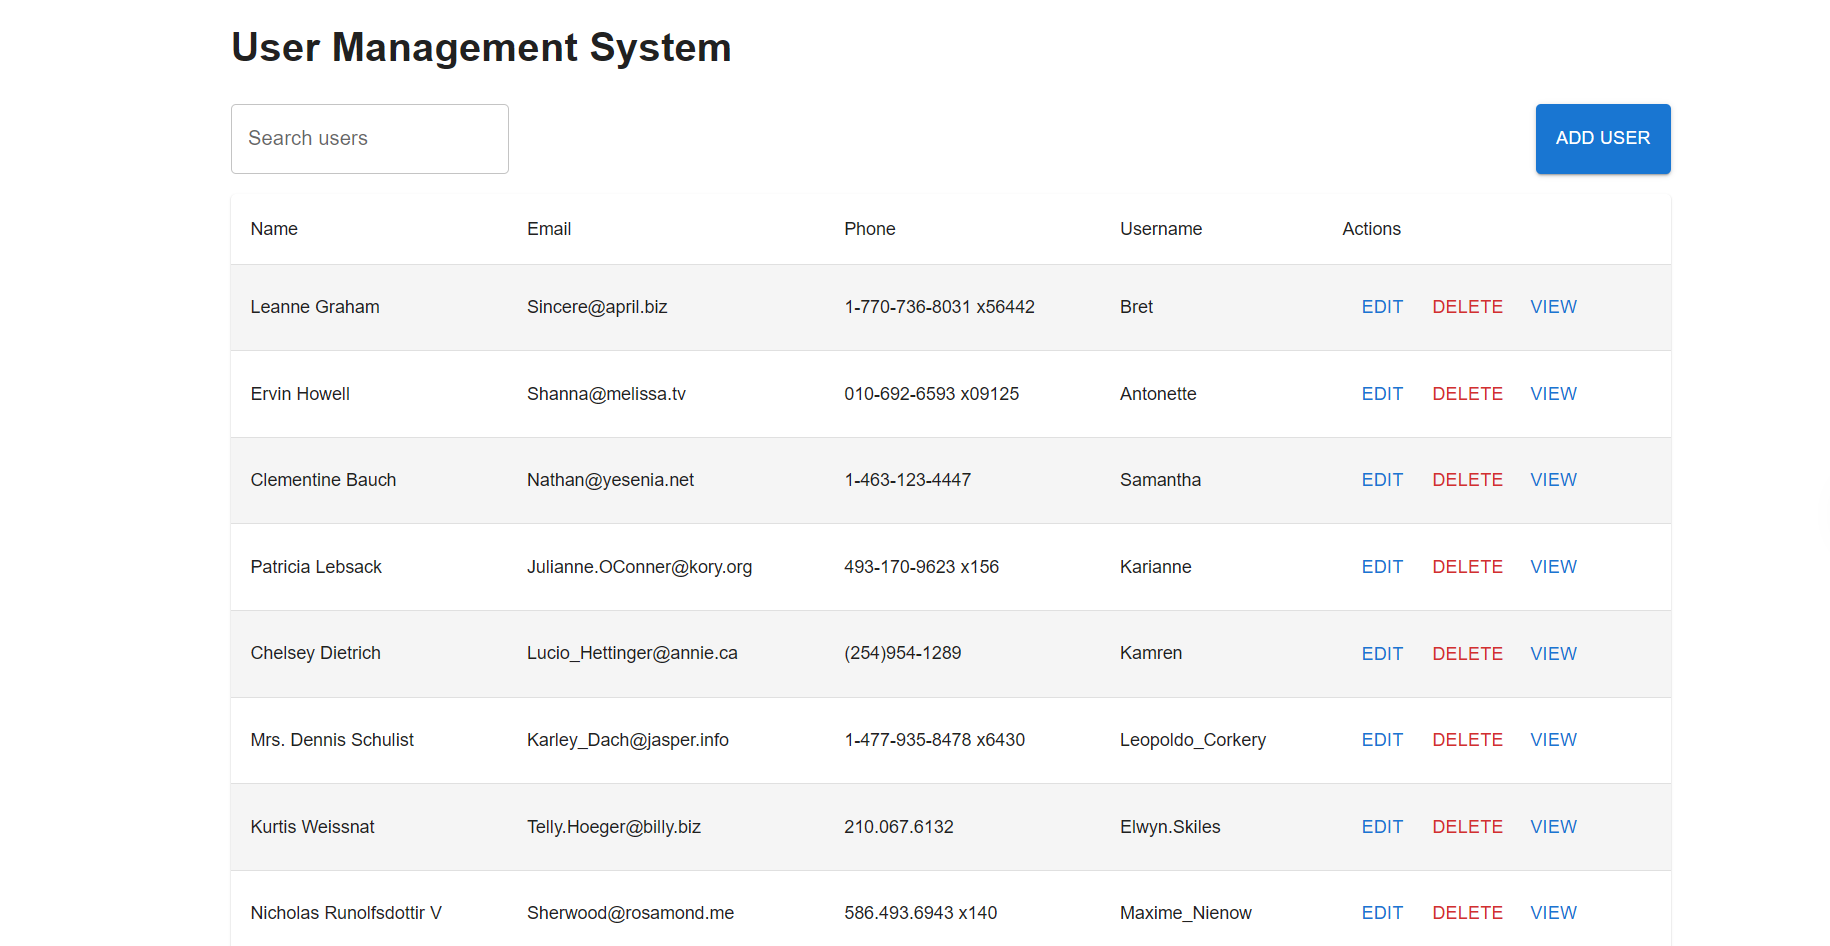 User Management System
Search users
ADD USER
Name Email Phone Username Actions
Leanne Graham Sincere@april.biz 1-770-736-8031 x56442 Bret EDIT DELETE VIEW
Ervin Howell Shanna@melissa.tv 010-692-6593 x09125 Antonette EDIT DELETE VIEW
Clementine Bauch Nathan@yesenia.net 1-463-123-4447 Samantha EDIT DELETE VIEW
Patricia Lebsack Julianne.OConner@kory.org 493-170-9623 x156 Karianne EDIT DELETE VIEW
Chelsey Dietrich Lucio_Hettinger@annie.ca (254)954-1289 Kamren EDIT DELETE VIEW
Mrs. Dennis Schulist Karley_Dach@jasper.info 1-477-935-8478 x6430 Leopoldo_Corkery EDIT DELETE VIEW
Kurtis Weissnat Telly.Hoeger@billy.biz 210.067.6132 Elwyn.Skiles EDIT DELETE VIEW
Nicholas Runolfsdottir V Sherwood@rosamond.me 586.493.6943 x140 Maxime_Nienow EDIT DELETE VIEW